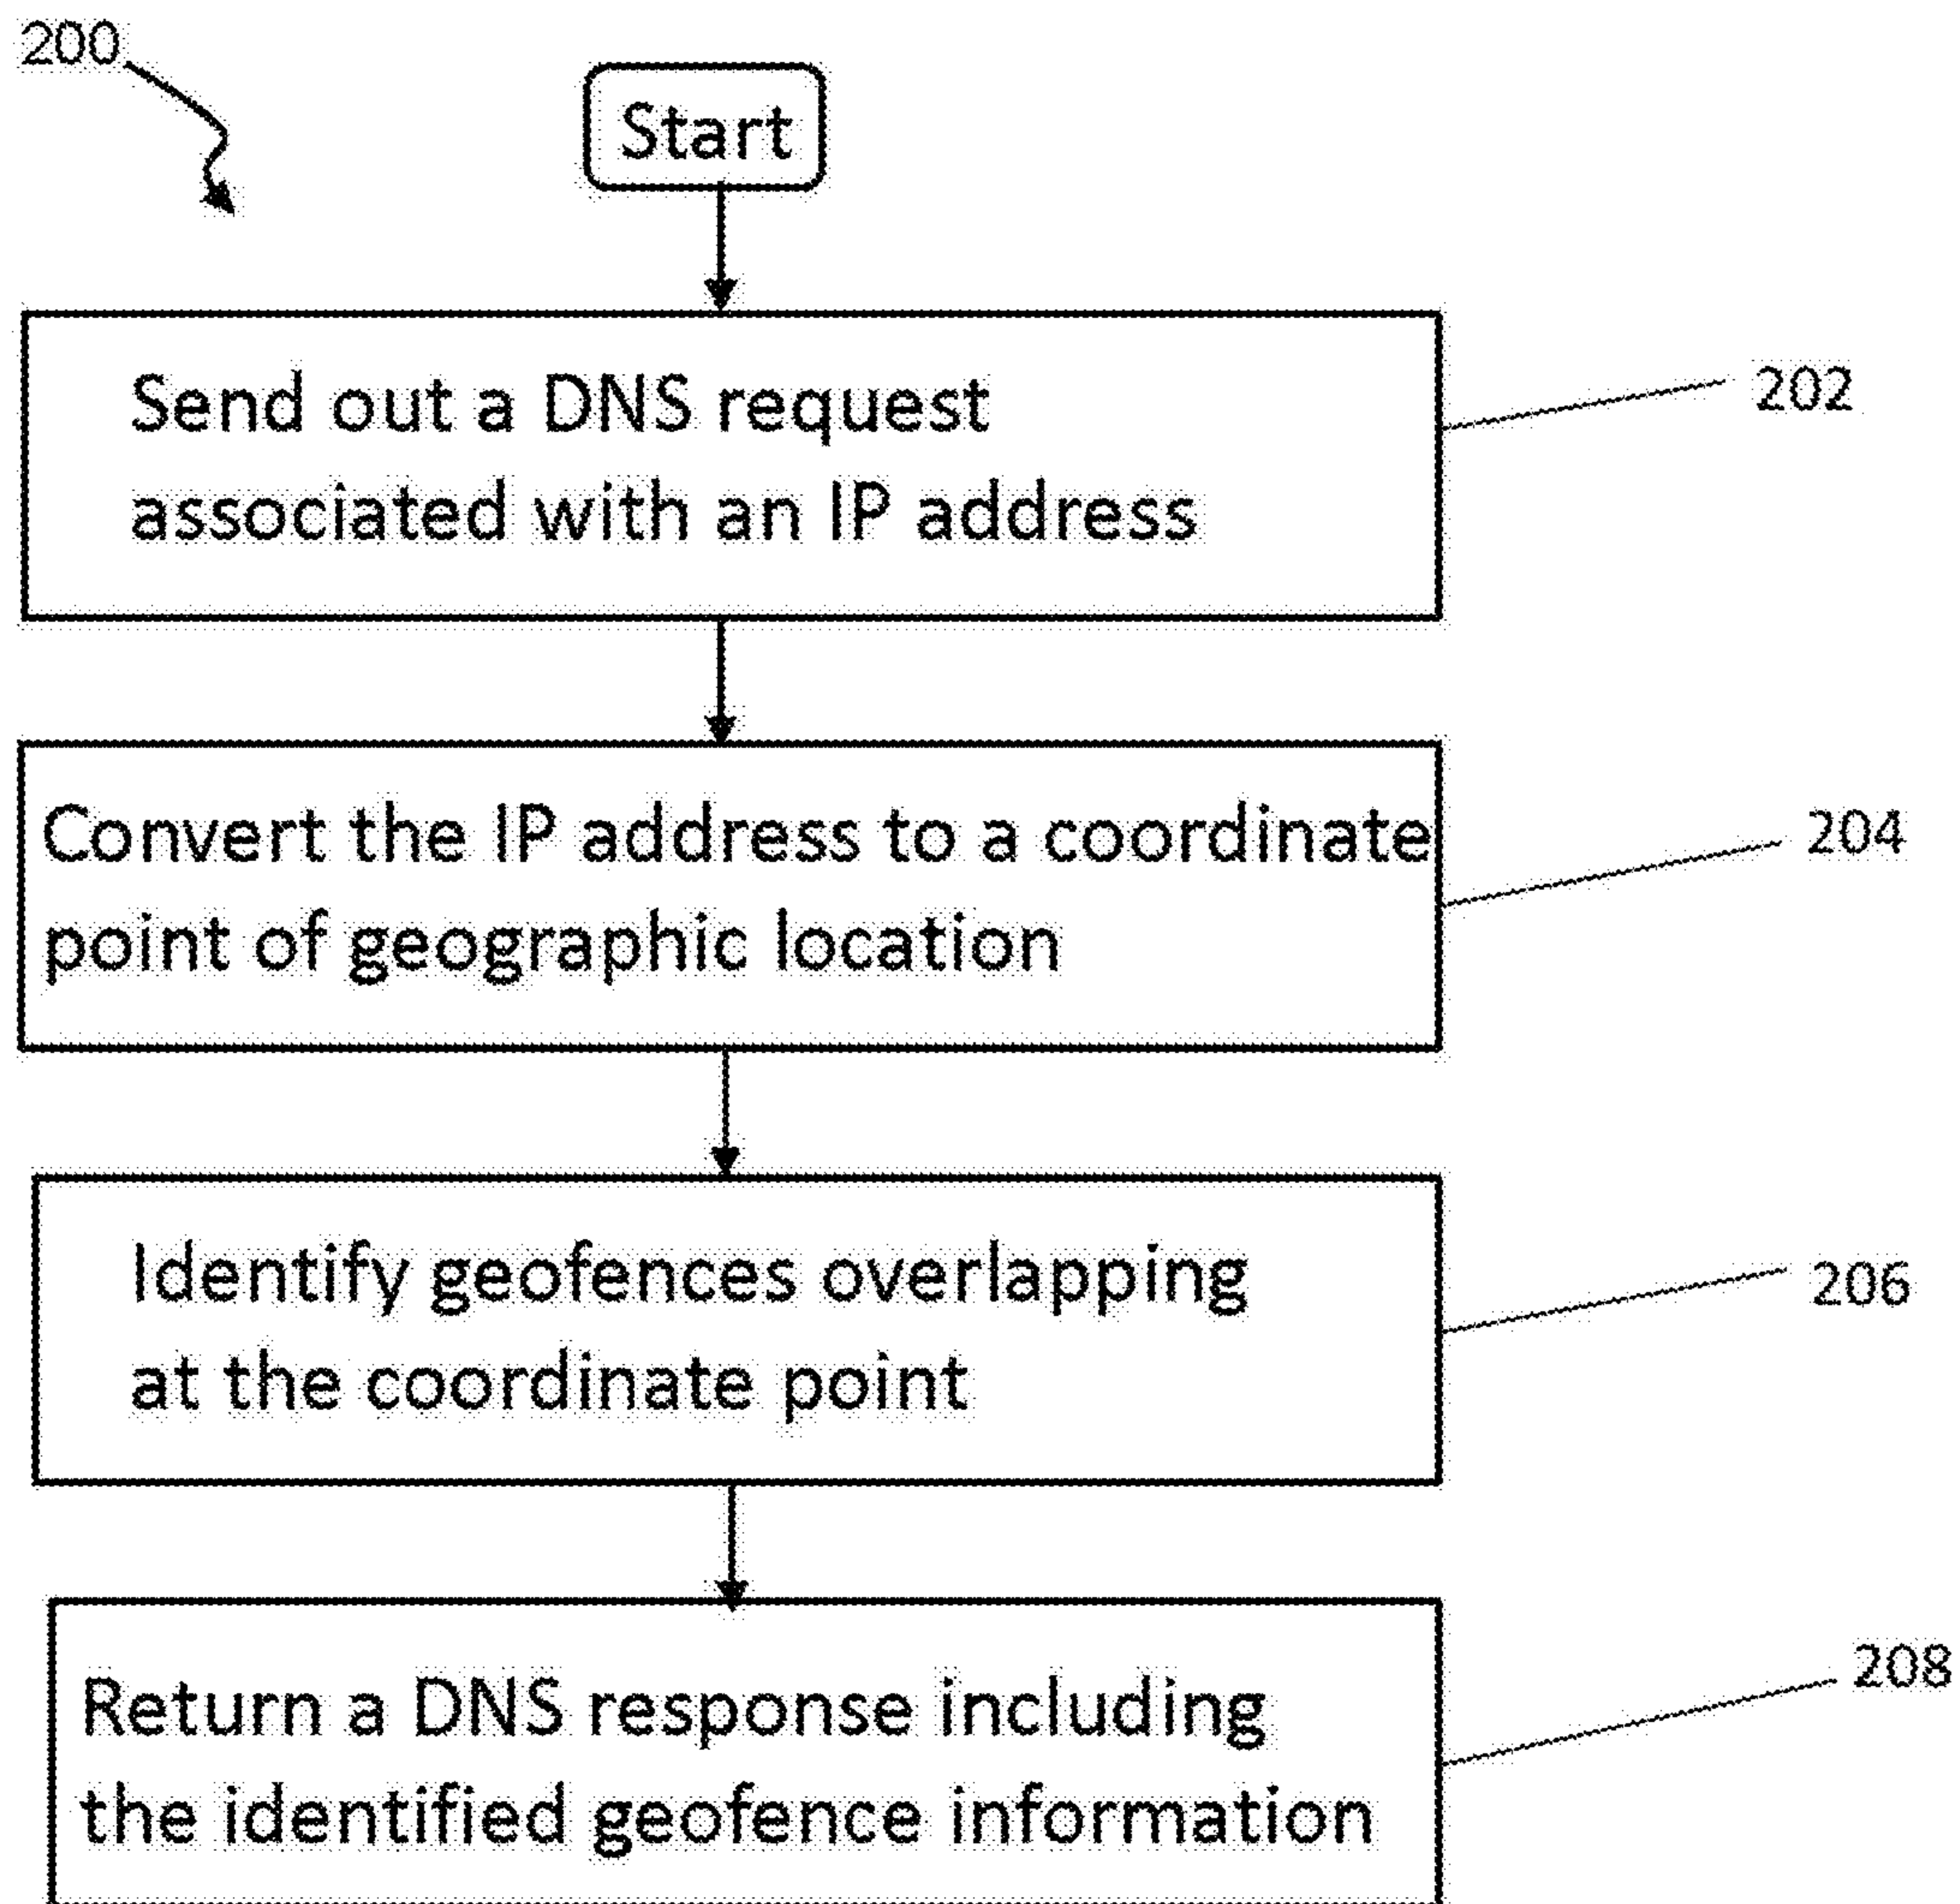 200
Start
Send out a DNS request
associated with an IP address
202
Convert the IP address to a coordinate
point of geographic location
204
Identify geofences overlapping
at the coordinate point
206
Return a DNS response including
the identified geofence information
208